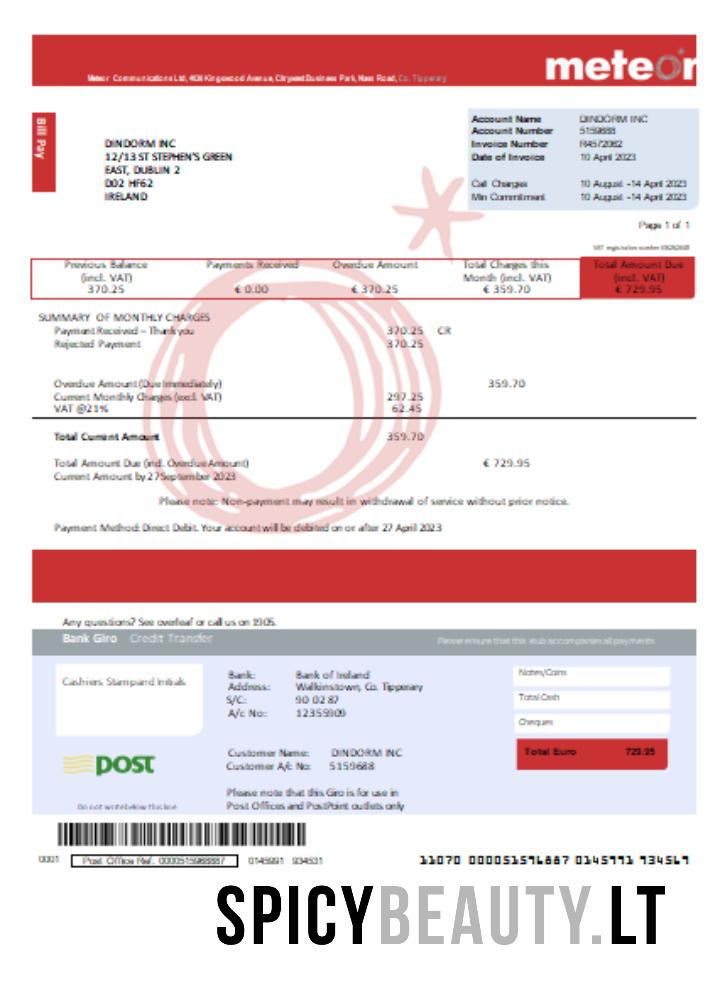 meteor
Meteor Communications Ltd, 4030 Kingswood Avenue, Citywest Business Park, Naas Road, Co. Tipperary
Bill Pay
DINDORM INC
12/13 ST STEPHEN'S GREEN
EAST, DUBLIN 2
D02 HF62
IRELAND
Account Name DINDORM INC
Account Number 5159688
Invoice Number R4572062
Date of Invoice 10 April 2023
Call Charges 10 August -14 April 2023
Min Commitment 10 August -14 April 2023
Page 1 of 1
VAT registration number
Previous Balance (incl. VAT) 370.25
Payments Received € 0.00
Overdue Amount € 370.25
Total Charges this Month (incl. VAT) € 359.70
Total Amount Due (incl. VAT) € 729.95
SUMMARY OF MONTHLY CHARGES
Payment Received – Thank you 370.25 CR
Rejected Payment 370.25
Overdue Amount (Due Immediately) 359.70
Current Monthly Charges (excl. VAT) 297.25
VAT @21% 62.45
Total Current Amount 359.70
Total Amount Due (incl. Overdue Amount) € 729.95
Current Amount by 27 September 2023
Please note: Non-payment may result in withdrawal of service without prior notice.
Payment Method: Direct Debit. Your account will be debited on or after 27 April 2023
Any questions? See overleaf or call us on 1905.
Bank Giro Credit Transfer
Please ensure that this stub accompanies all payments
Cashiers Stamp and Initials
Bank: Bank of Ireland
Address: Walkinstown, Co. Tipperary
S/C: 90 02 87
A/c No: 12355909
Notes/Coins
Total Cash
Cheques
Total Euro 729.95
post
Customer Name: DINDORM INC
Customer A/c No: 5159688
Please note that this Giro is for use in
Post Offices and PostPoint outlets only
Do not write below this line
0001 Post Office Ref. 0000515968887 0145991 934531
11070 000051596887 0145991 934569
SPICYBEAUTY.LT